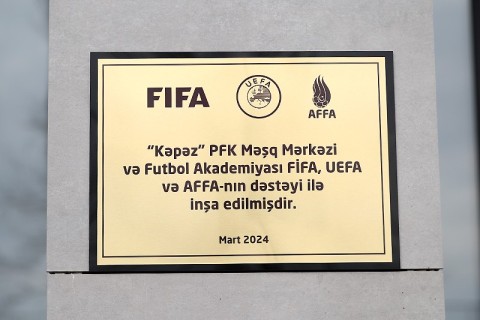 FIFA UEFA AFFA
“Kəpəz” PFK Məşq Mərkəzi
və Futbol Akademiyası FİFA, UEFA
və AFFA-nın dəstəyi ilə
inşa edilmişdir.
Mart 2024